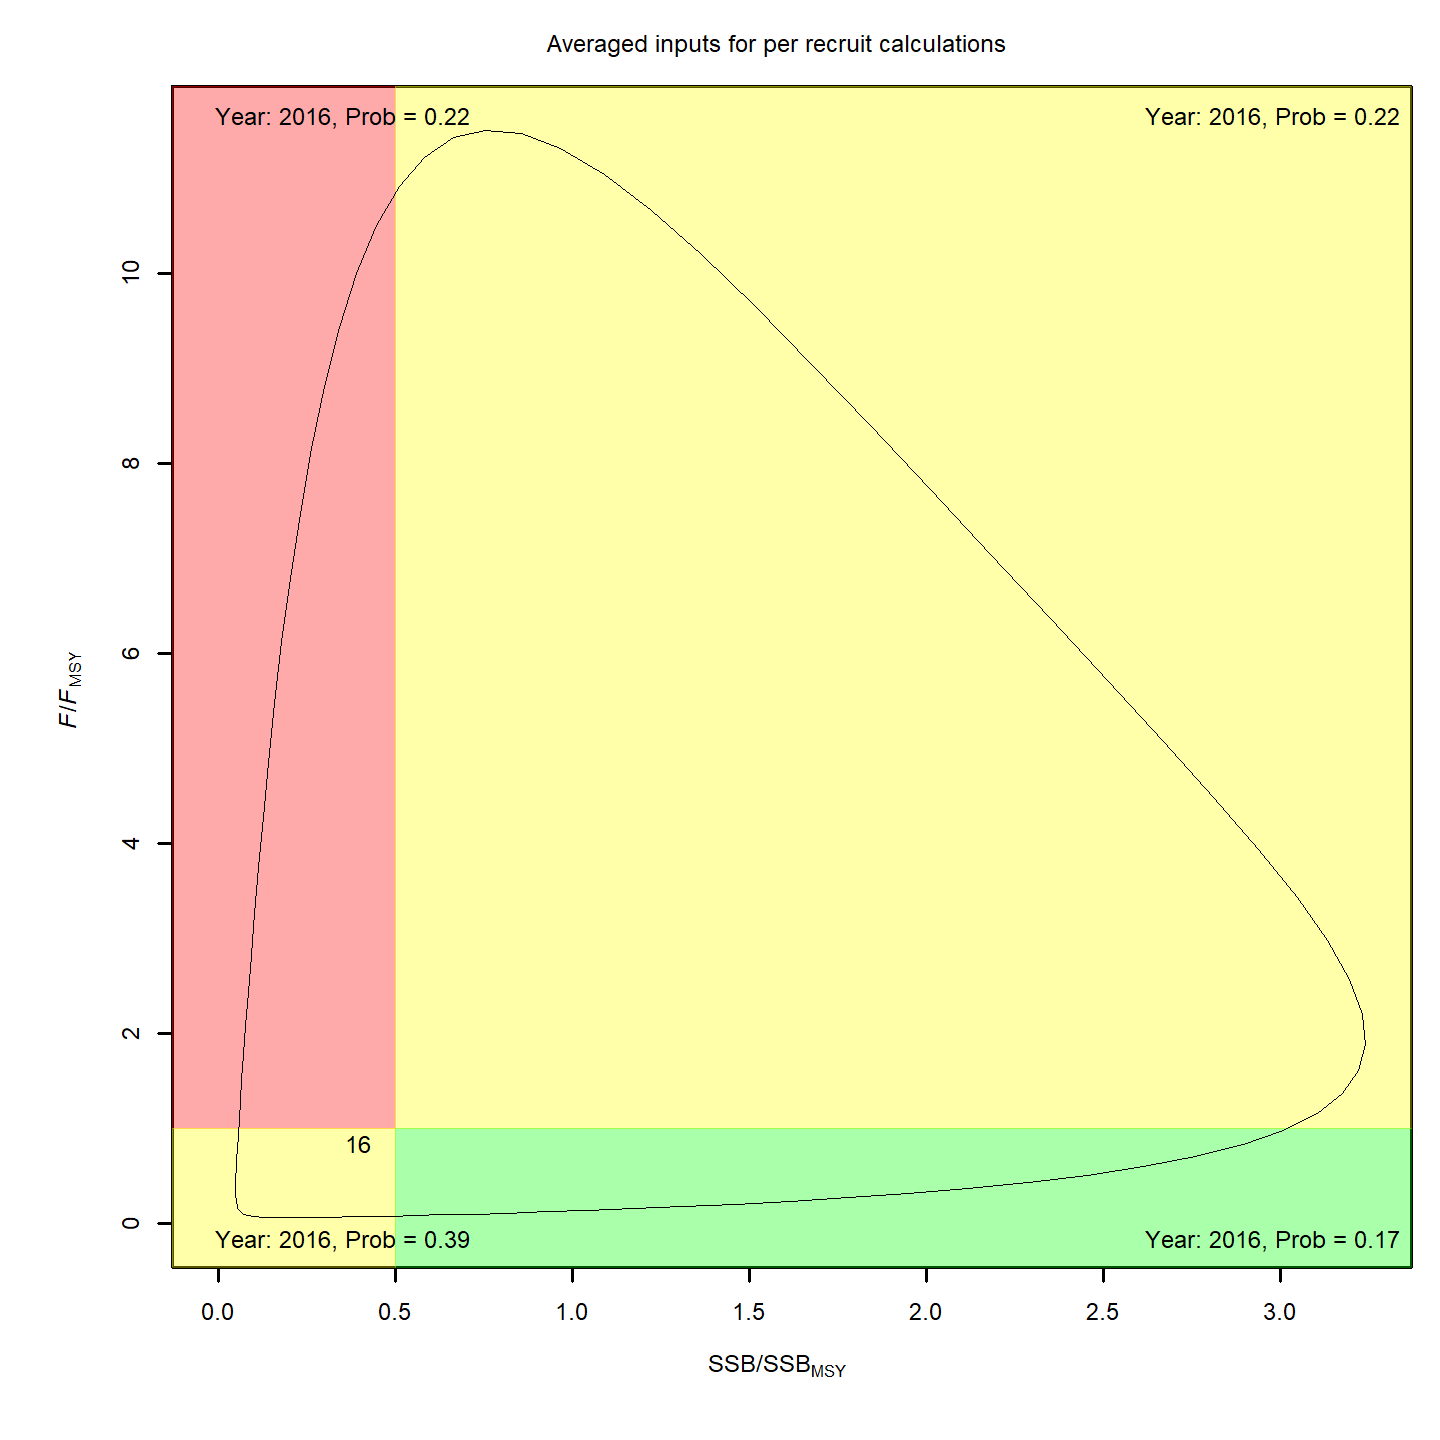 Averaged inputs for per recruit calculations
Year: 2016, Prob = 0.22
Year: 2016, Prob = 0.22
10
8
6
F/FMSY
4
2
16
0
Year: 2016, Prob = 0.39
Year: 2016, Prob = 0.17
0.0 0.5 1.0 1.5 2.0 2.5 3.0
SSB/SSBMSY